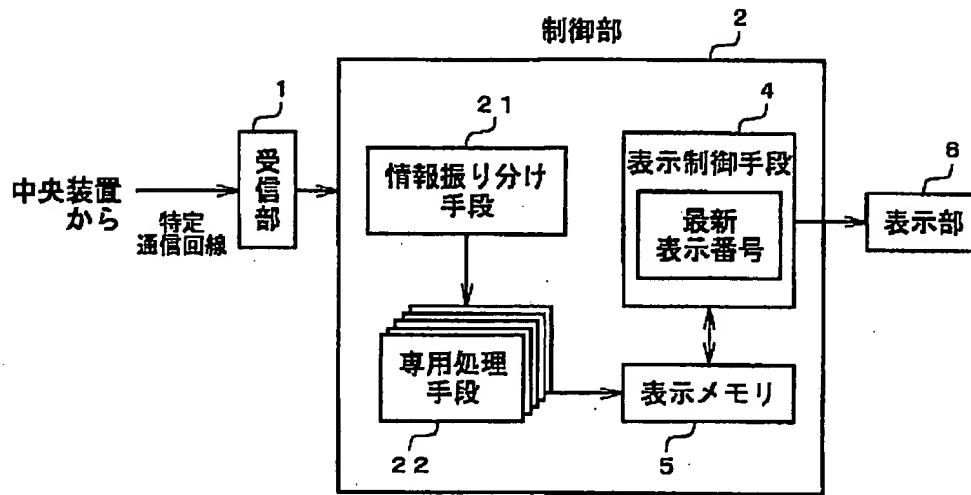 制御部
2
1
21
4
6
受信部
情報振り分け
手段
表示制御手段
最新
表示番号
表示部
中央装置
から
特定
通信回線
専用処理
手段
表示メモリ
22
5